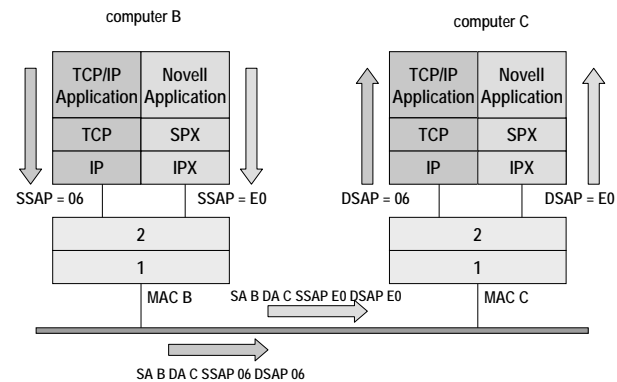 computer B
computer C
TCP/IP Application
Novell Application
TCP
SPX
IP
IPX
SSAP = 06
SSAP = E0
2
1
MAC B
TCP/IP Application
Novell Application
TCP
SPX
IP
IPX
DSAP = 06
DSAP = E0
2
1
MAC C
SA B DA C SSAP E0 DSAP E0
SA B DA C SSAP 06 DSAP 06